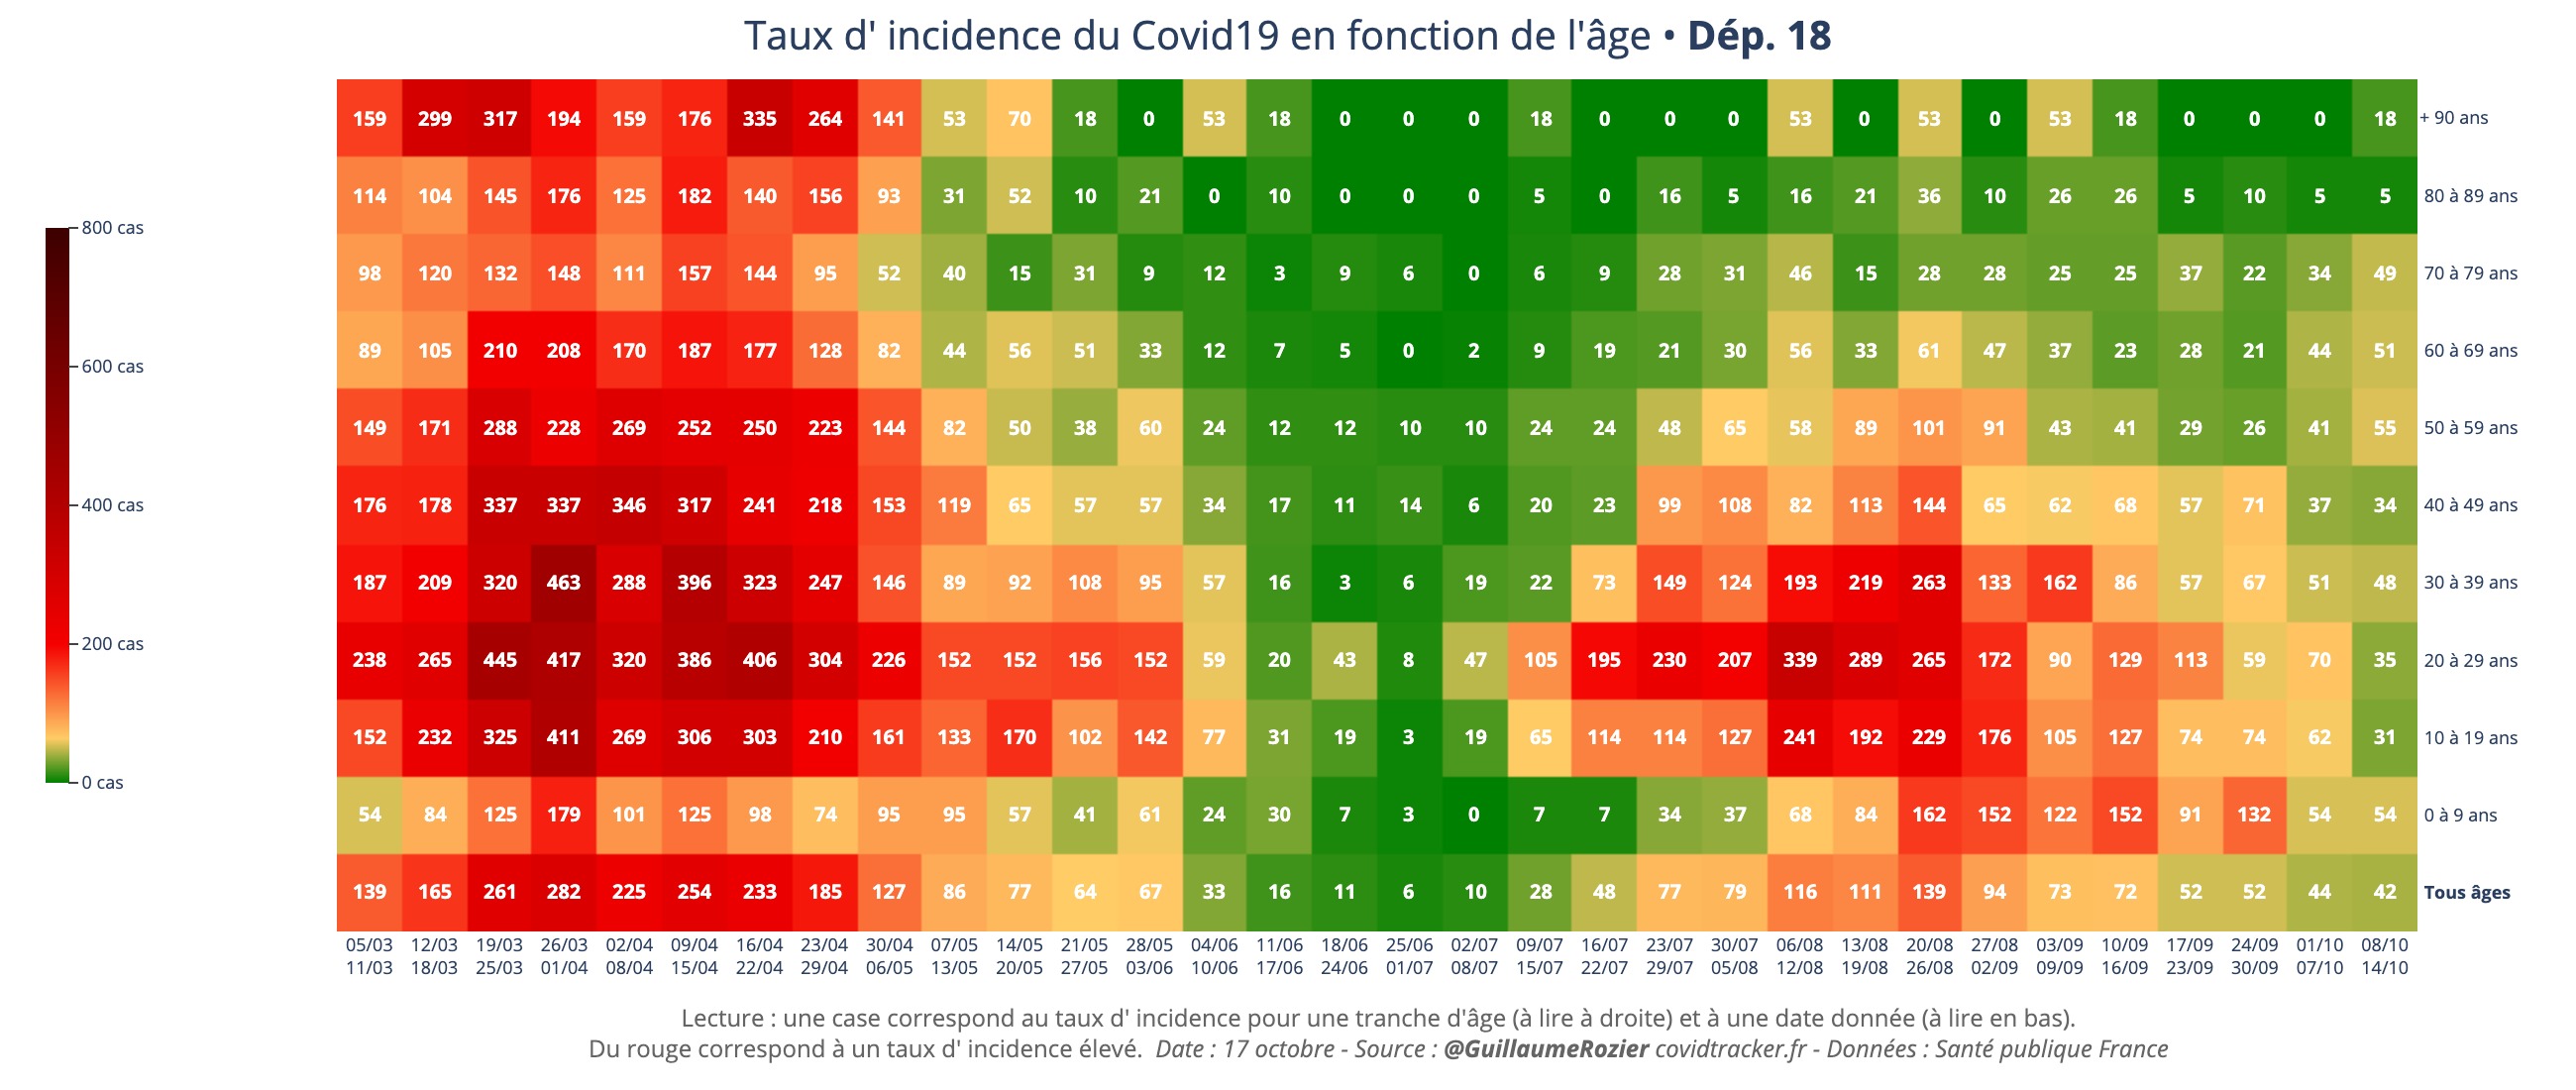 Taux d' incidence du Covid19 en fonction de l'âge • Dép. 18
800 cas
600 cas
400 cas
200 cas
0 cas
159 299 317 194 159 176 335 264 141 53 70 18 0 53 18 0 0 0 18 0 0 0 53 0 53 0 53 18 0 0 0 18 + 90 ans
114 104 145 176 125 182 140 156 93 31 52 10 21 0 10 0 0 0 5 0 16 5 16 21 36 10 26 26 5 10 5 5 80 à 89 ans
98 120 132 148 111 157 144 95 52 40 15 31 9 12 3 9 6 0 6 9 28 31 46 15 28 28 25 25 37 22 34 49 70 à 79 ans
89 105 210 208 170 187 177 128 82 44 56 51 33 12 7 5 0 2 9 19 21 30 56 33 61 47 37 23 28 21 44 51 60 à 69 ans
149 171 288 228 269 252 250 223 144 82 50 38 60 24 12 12 10 10 24 24 48 65 58 89 101 91 43 41 29 26 41 55 50 à 59 ans
176 178 337 337 346 317 241 218 153 119 65 57 57 34 17 11 14 6 20 23 99 108 82 113 144 65 62 68 57 71 37 34 40 à 49 ans
187 209 320 463 288 396 323 247 146 89 92 108 95 57 16 3 6 19 22 73 149 124 193 219 263 133 162 86 57 67 51 48 30 à 39 ans
238 265 445 417 320 386 406 304 226 152 152 156 152 59 20 43 8 47 105 195 230 207 339 289 265 172 90 129 113 59 70 35 20 à 29 ans
152 232 325 411 269 306 303 210 161 133 170 102 142 77 31 19 3 19 65 114 114 127 241 192 229 176 105 127 74 74 62 31 10 à 19 ans
54 84 125 179 101 125 98 74 95 95 57 41 61 24 30 7 3 0 7 7 34 37 68 84 162 152 122 152 91 132 54 54 0 à 9 ans
139 165 261 282 225 254 233 185 127 86 77 64 67 33 16 11 6 10 28 48 77 79 116 111 139 94 73 72 52 52 44 42 Tous âges
05/03 12/03 19/03 26/03 02/04 09/04 16/04 23/04 30/04 07/05 14/05 21/05 28/05 04/06 11/06 18/06 25/06 02/07 09/07 16/07 23/07 30/07 06/08 13/08 20/08 27/08 03/09 10/09 17/09 24/09 01/10 08/10
11/03 18/03 25/03 01/04 08/04 15/04 22/04 29/04 06/05 13/05 20/05 27/05 03/06 10/06 17/06 24/06 01/07 08/07 15/07 22/07 29/07 05/08 12/08 19/08 26/08 02/09 09/09 16/09 23/09 30/09 07/10 14/10
Lecture : une case correspond au taux d' incidence pour une tranche d'âge (à lire à droite) et à une date donnée (à lire en bas).
Du rouge correspond à un taux d' incidence élevé. Date : 17 octobre - Source : @GuillaumeRozier covidtracker.fr - Données : Santé publique France